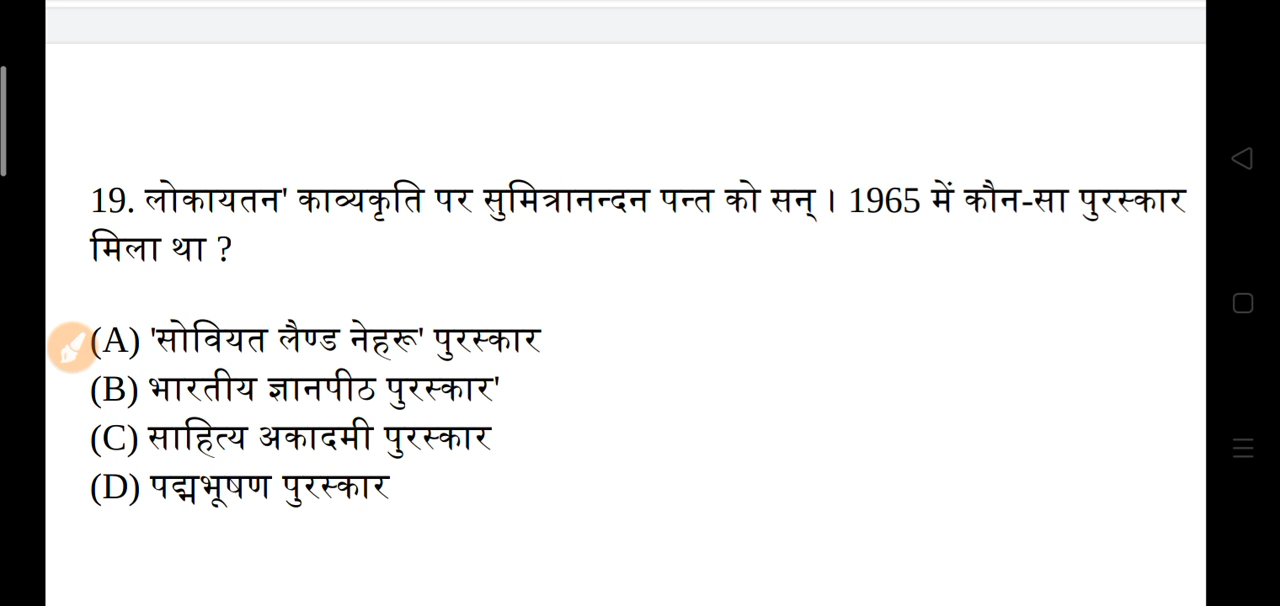 19. लोकायतन' काव्यकृति पर सुमित्रानन्दन पन्त को सन् । 1965 में कौन-सा पुरस्कार
मिला था ?
(A) 'सोवियत लैण्ड नेहरू' पुरस्कार
(B) भारतीय ज्ञानपीठ पुरस्कार'
(C) साहित्य अकादमी पुरस्कार
(D) पद्मभूषण पुरस्कार